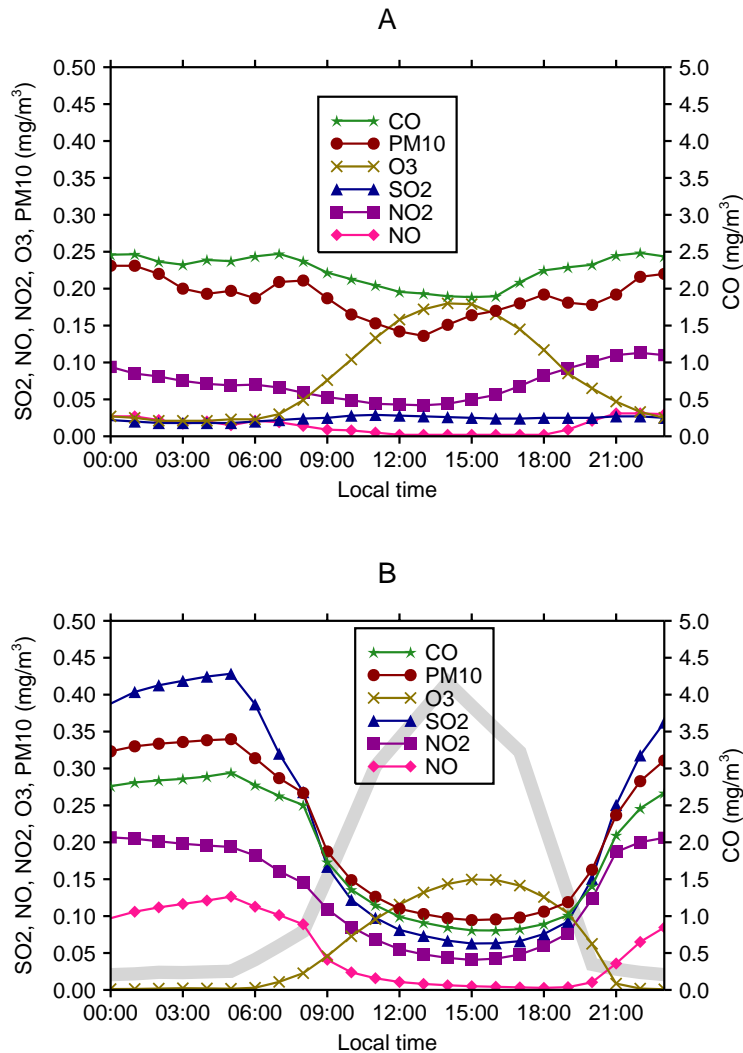 A
SO2, NO, NO2, O3, PM10 (mg/m³)
0.50
0.45
0.40
0.35
0.30
0.25
0.20
0.15
0.10
0.05
0.00
CO
PM10
O3
SO2
NO2
NO
5.0
4.5
4.0
3.5
3.0
2.5
2.0
1.5
1.0
0.5
0.0
CO (mg/m³)
00:00 03:00 06:00 09:00 12:00 15:00 18:00 21:00
Local time
B
SO2, NO, NO2, O3, PM10 (mg/m³)
0.50
0.45
0.40
0.35
0.30
0.25
0.20
0.15
0.10
0.05
0.00
CO
PM10
O3
SO2
NO2
NO
5.0
4.5
4.0
3.5
3.0
2.5
2.0
1.5
1.0
0.5
0.0
CO (mg/m³)
00:00 03:00 06:00 09:00 12:00 15:00 18:00 21:00
Local time